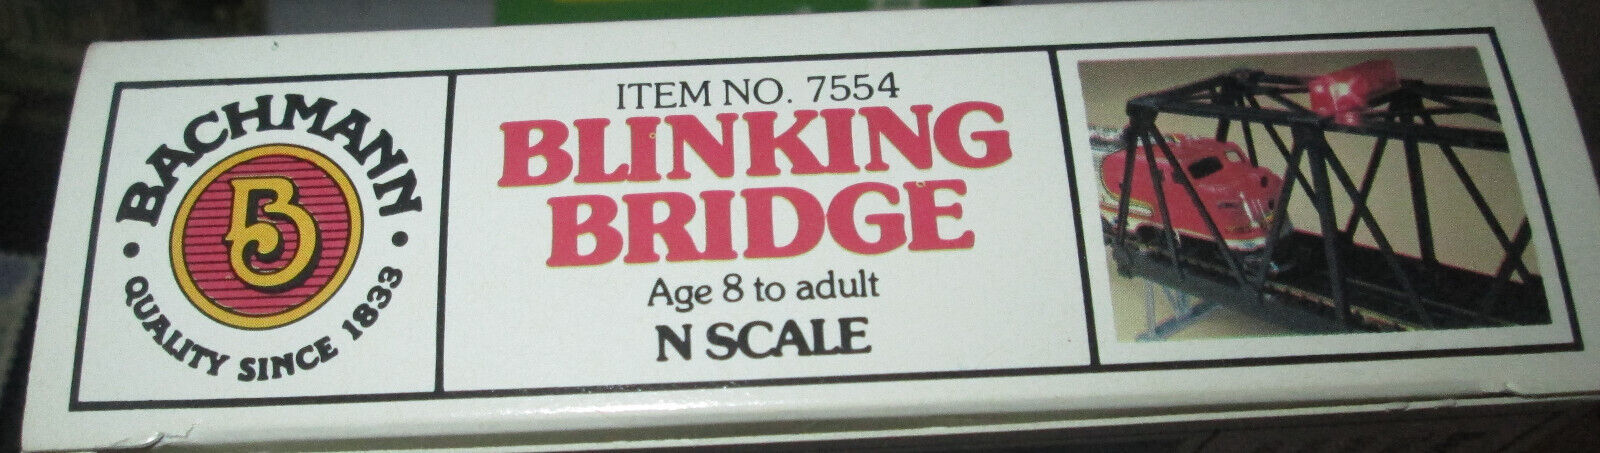 BACHMANN
B
• QUALITY SINCE 1833 •
ITEM NO. 7554
BLINKING
BRIDGE
Age 8 to adult
N SCALE